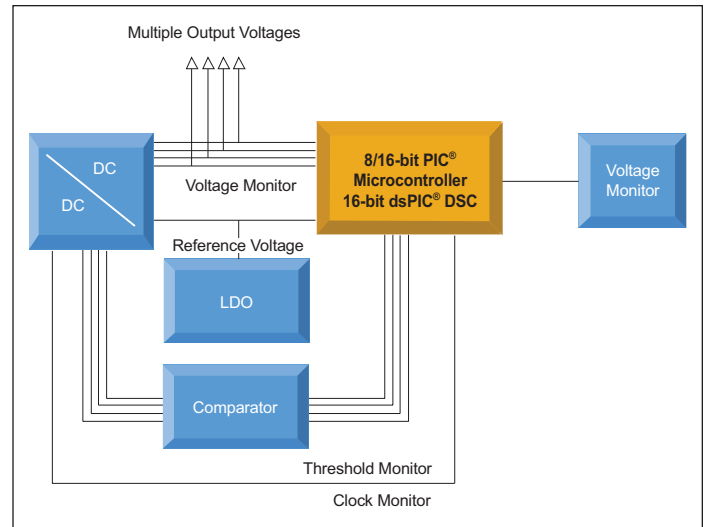 Multiple Output Voltages
DC
DC
8/16-bit PIC®
Microcontroller
16-bit dsPIC® DSC
Voltage
Monitor
Voltage Monitor
Reference Voltage
LDO
Comparator
Threshold Monitor
Clock Monitor